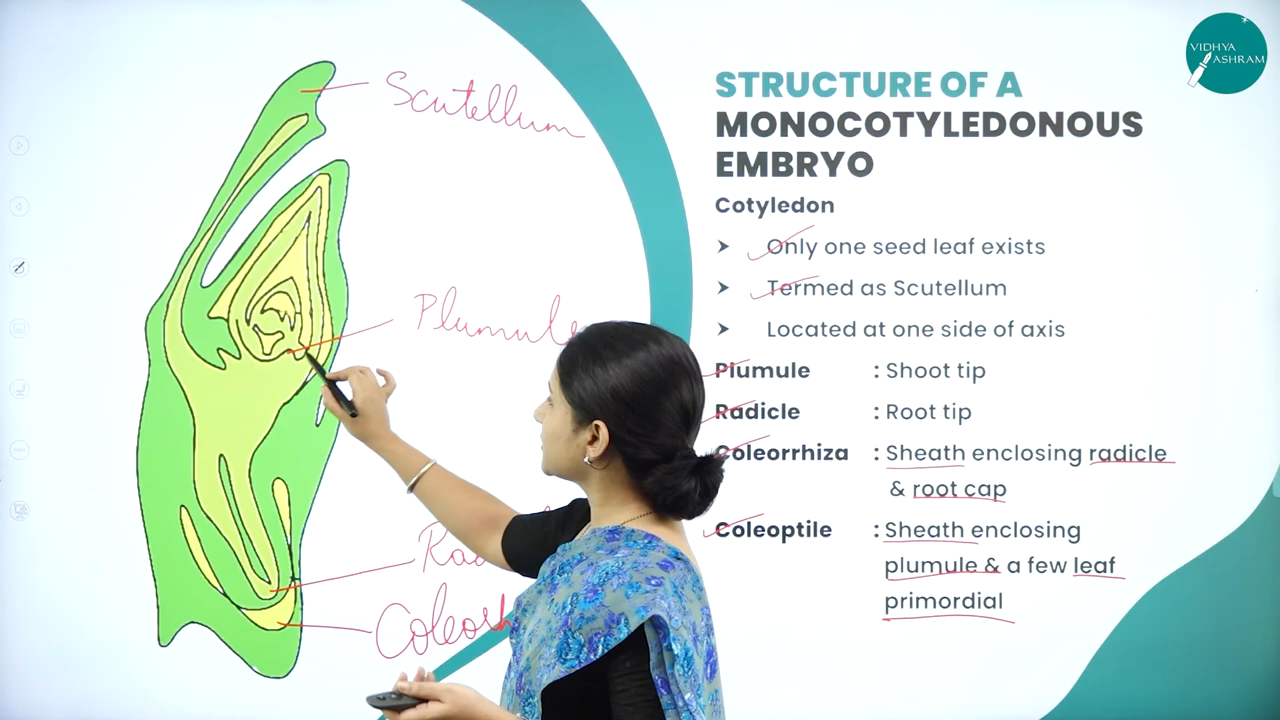 VIDHYA
ASHRAM
STRUCTURE OF A
MONOCOTYLEDONOUS
EMBRYO
Cotyledon
➤ Only one seed leaf exists
➤ Termed as Scutellum
➤ Located at one side of axis
Plumule : Shoot tip
Radicle : Root tip
Coleorrhiza : Sheath enclosing radicle
& root cap
Coleoptile : Sheath enclosing
plumule & a few leaf
primordial
Scutellum
Plumule